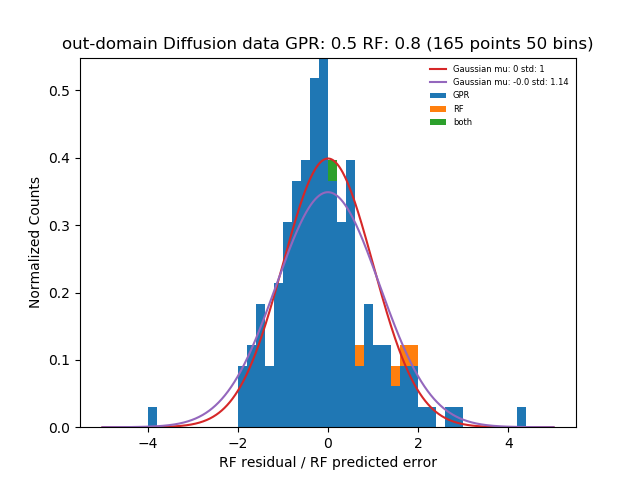 out-domain Diffusion data GPR: 0.5 RF: 0.8 (165 points 50 bins)
Gaussian mu: 0 std: 1
Gaussian mu: -0.0 std: 1.14
GPR
RF
both
Normalized Counts
0.5
0.4
0.3
0.2
0.1
0.0
−4
−2
0
2
4
RF residual / RF predicted error